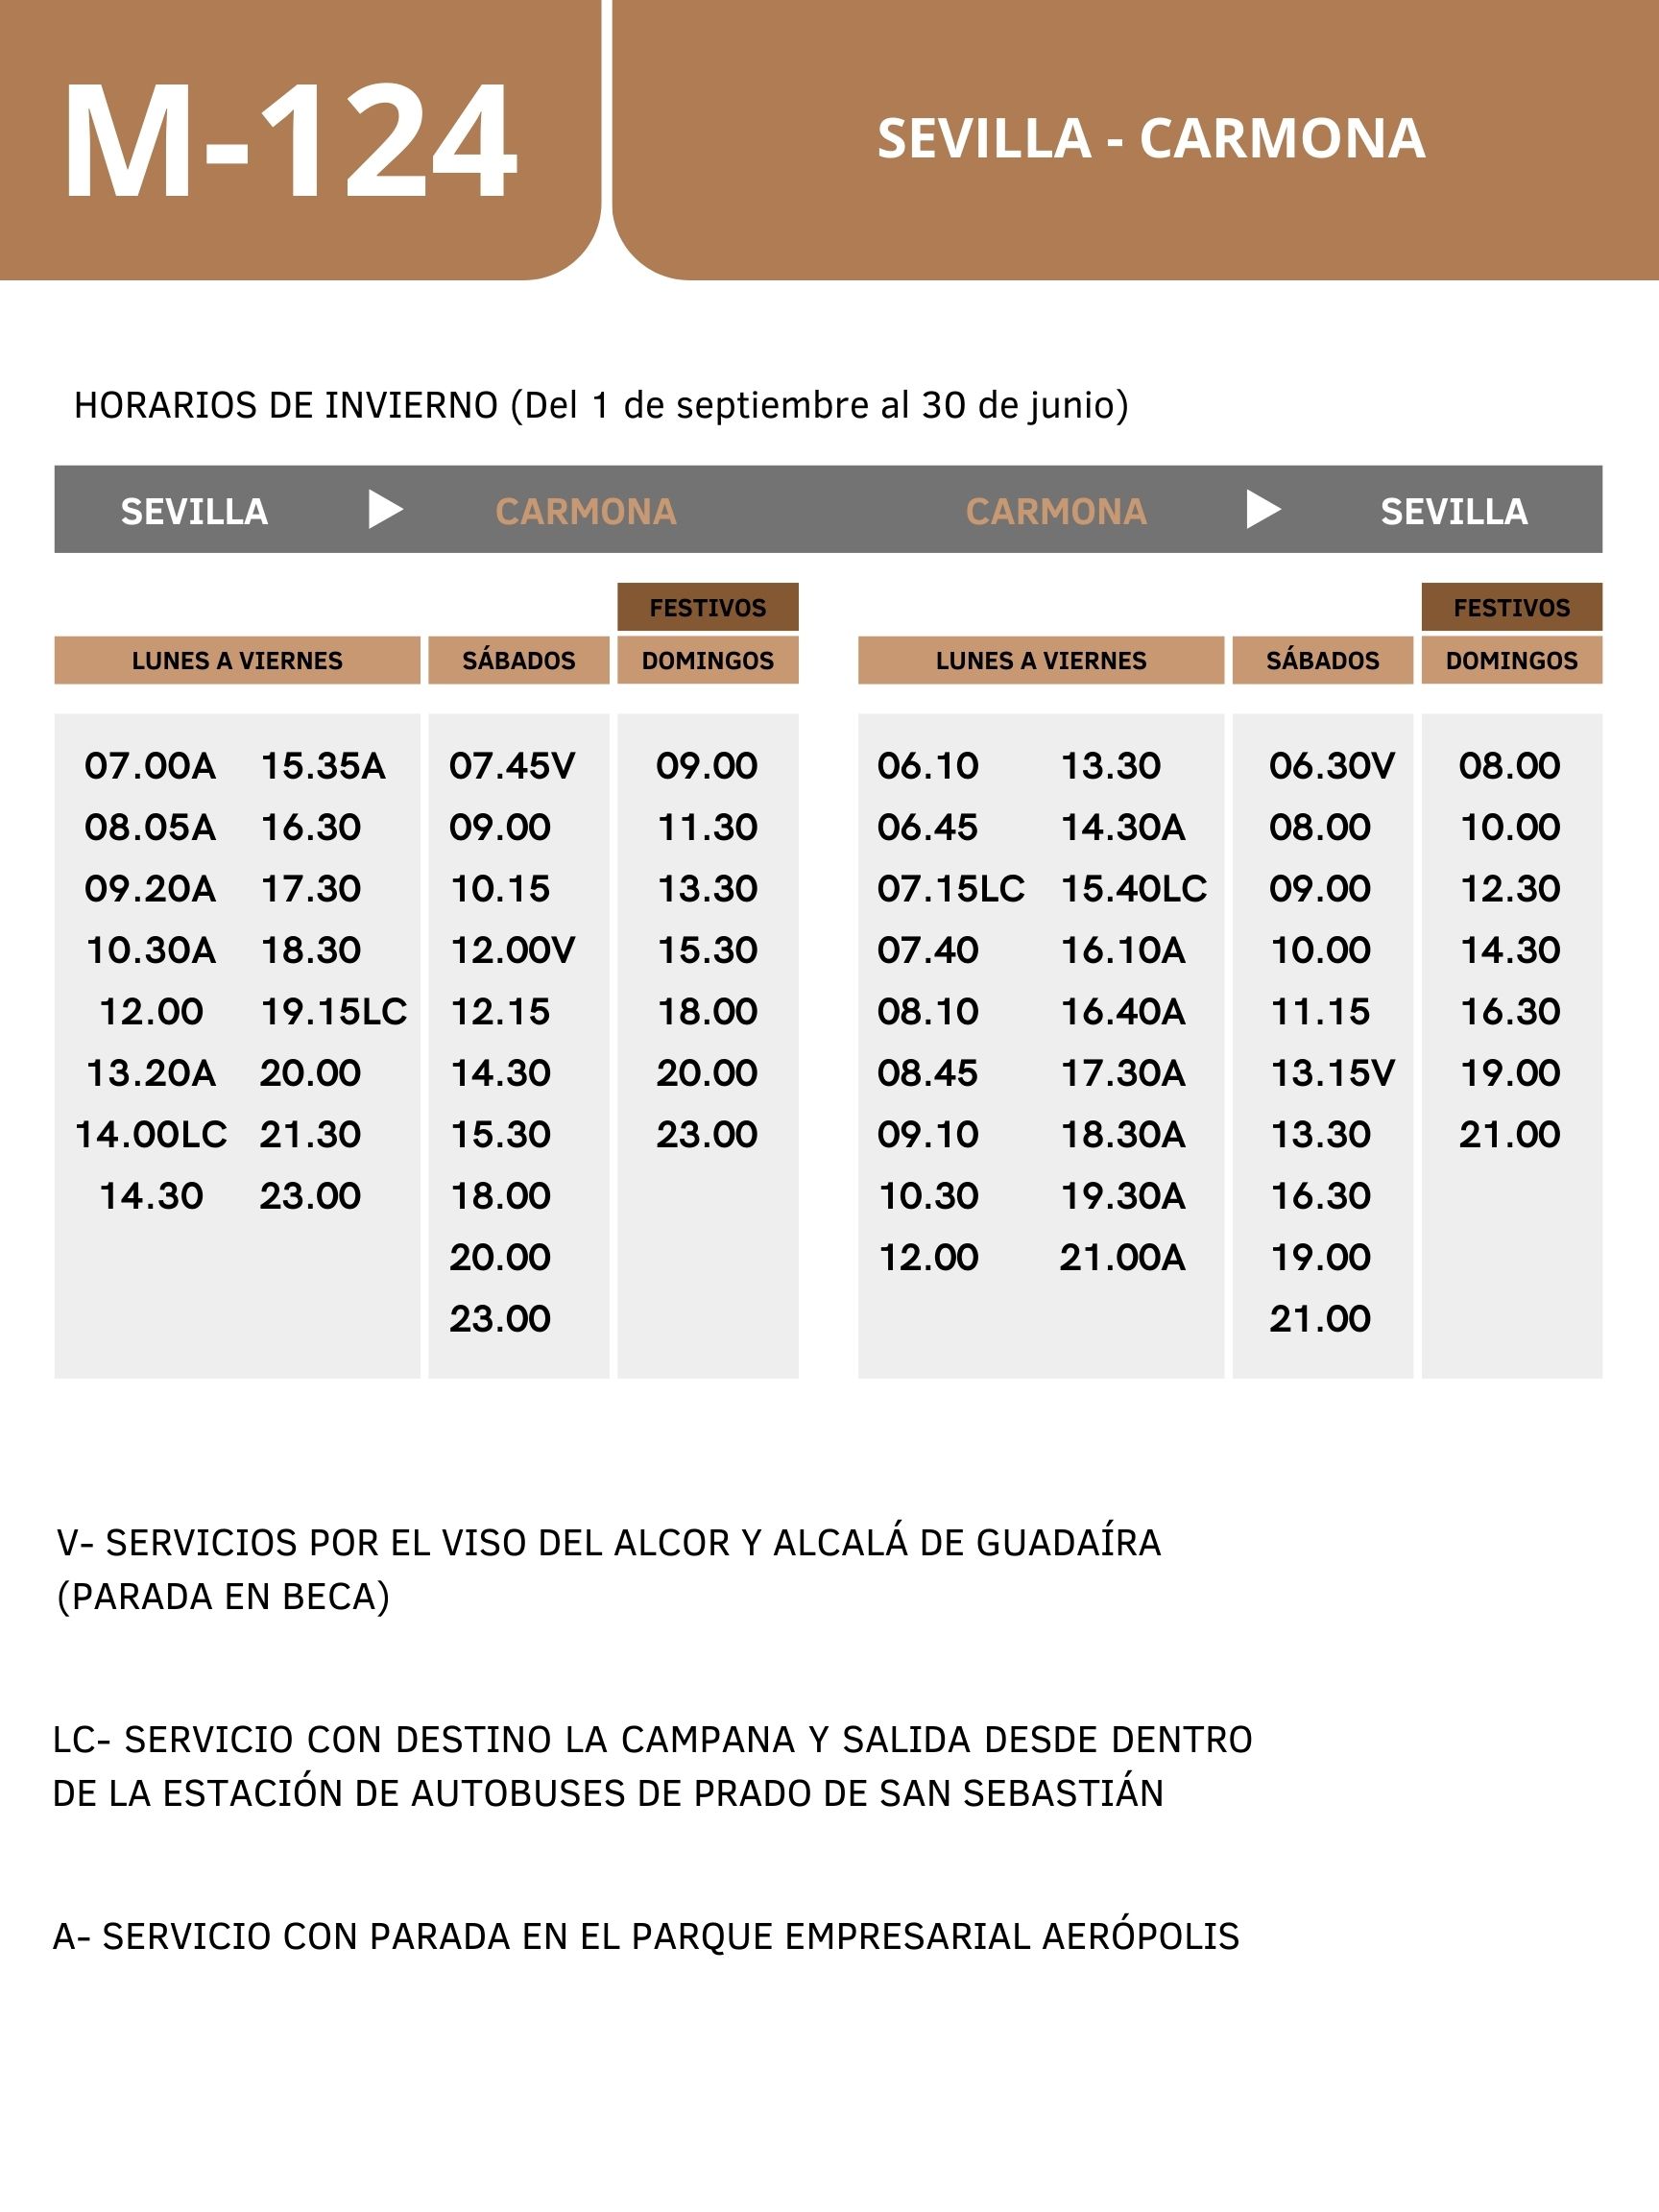 M-124
SEVILLA - CARMONA
HORARIOS DE INVIERNO (Del 1 de septiembre al 30 de junio)
SEVILLA ▶ CARMONA CARMONA ▶ SEVILLA
FESTIVOS FESTIVOS
LUNES A VIERNES SÁBADOS DOMINGOS LUNES A VIERNES SÁBADOS DOMINGOS
07.00A 15.35A 07.45V 09.00 06.10 13.30 06.30V 08.00
08.05A 16.30 09.00 11.30 06.45 14.30A 08.00 10.00
09.20A 17.30 10.15 13.30 07.15LC 15.40LC 09.00 12.30
10.30A 18.30 12.00V 15.30 07.40 16.10A 10.00 14.30
12.00 19.15LC 12.15 18.00 08.10 16.40A 11.15 16.30
13.20A 20.00 14.30 20.00 08.45 17.30A 13.15V 19.00
14.00LC 21.30 15.30 23.00 09.10 18.30A 13.30 21.00
14.30 23.00 18.00 10.30 19.30A 16.30
20.00 12.00 21.00A 19.00
23.00 21.00
V- SERVICIOS POR EL VISO DEL ALCOR Y ALCALÁ DE GUADAÍRA
(PARADA EN BECA)
LC- SERVICIO CON DESTINO LA CAMPANA Y SALIDA DESDE DENTRO
DE LA ESTACIÓN DE AUTOBUSES DE PRADO DE SAN SEBASTIÁN
A- SERVICIO CON PARADA EN EL PARQUE EMPRESARIAL AERÓPOLIS